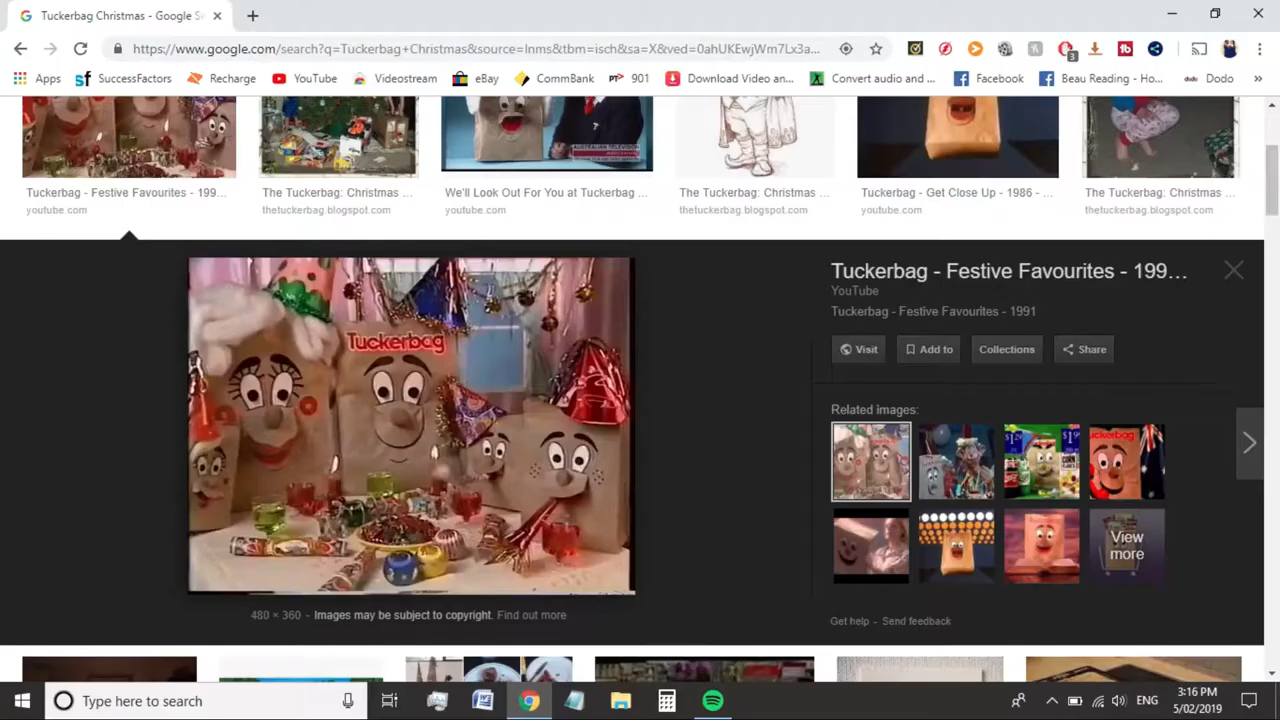 Tuckerbag Christmas - Google Se
https://www.google.com/search?q=Tuckerbag+Christmas&source=lnms&tbm=isch&sa=X&ved=0ahUKEwjWm7Lx3a...
3
Apps SuccessFactors Recharge YouTube Videostream eBay CommBank PT> 901 Download Video an... Convert audio and ... Facebook Beau Reading - Ho... dodo Dodo
Tuckerbag - Festive Favourites - 199... The Tuckerbag: Christmas ... We'll Look Out For You at Tuckerbag ... The Tuckerbag: Christmas ... Tuckerbag - Get Close Up - 1986 - ... The Tuckerbag: Christmas ...
youtube.com thetuckerbag.blogspot.com youtube.com thetuckerbag.blogspot.com youtube.com thetuckerbag.blogspot.com
Tuckerbag
Tuckerbag - Festive Favourites - 199...
YouTube
Tuckerbag - Festive Favourites - 1991
Visit Add to Collections Share
Related images:
View more
480 × 360 - Images may be subject to copyright. Find out more
Get help - Send feedback
Type here to search
ENG
3:16 PM
5/02/2019